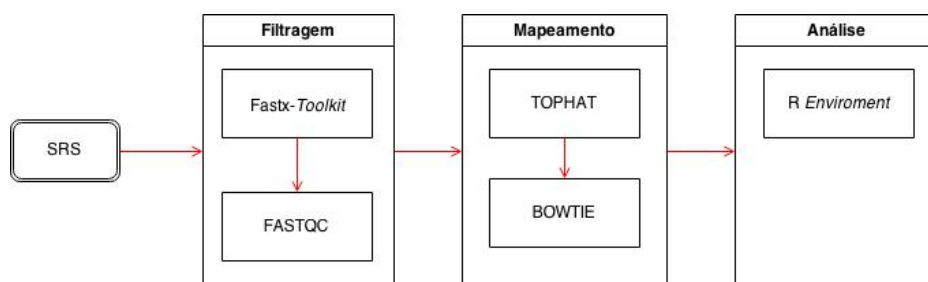 SRS
Filtragem
Fastx-Toolkit
FASTQC
Mapeamento
TOPHAT
BOWTIE
Análise
R Enviroment